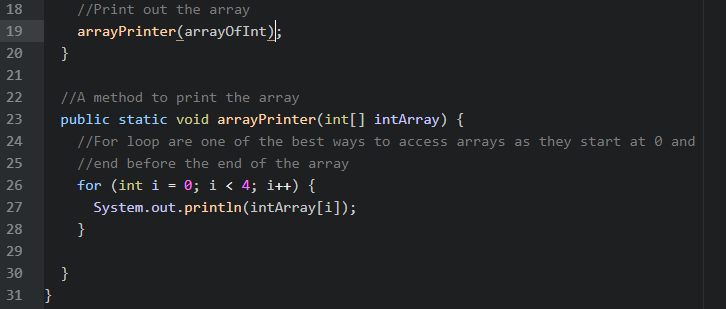 18 //Print out the array
19 arrayPrinter(arrayOfInt);
20 }
21
22 //A method to print the array
23 public static void arrayPrinter(int[] intArray) {
24 //For loop are one of the best ways to access arrays as they start at 0 and
25 //end before the end of the array
26 for (int i = 0; i < 4; i++) {
27 System.out.println(intArray[i]);
28 }
29
30 }
31 }